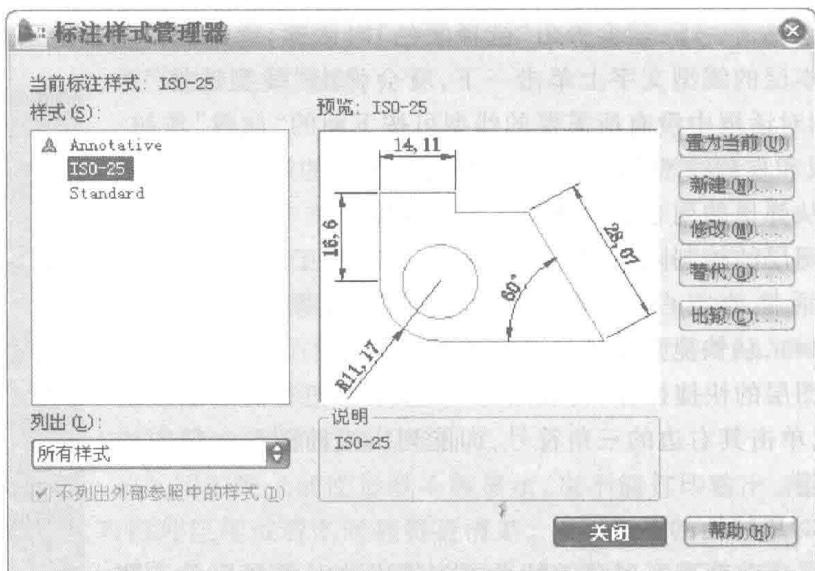 标注样式管理器
当前标注样式: ISO-25
样式(S):
Annotative
ISO-25
Standard
预览: ISO-25
14,11
16,6
28,07
60°
R11,17
置为当前(U)
新建(N)...
修改(M)...
替代(O)...
比较(C)...
列出(L):
所有样式
不列出外部参照中的样式(D)
说明
ISO-25
关闭
帮助(H)